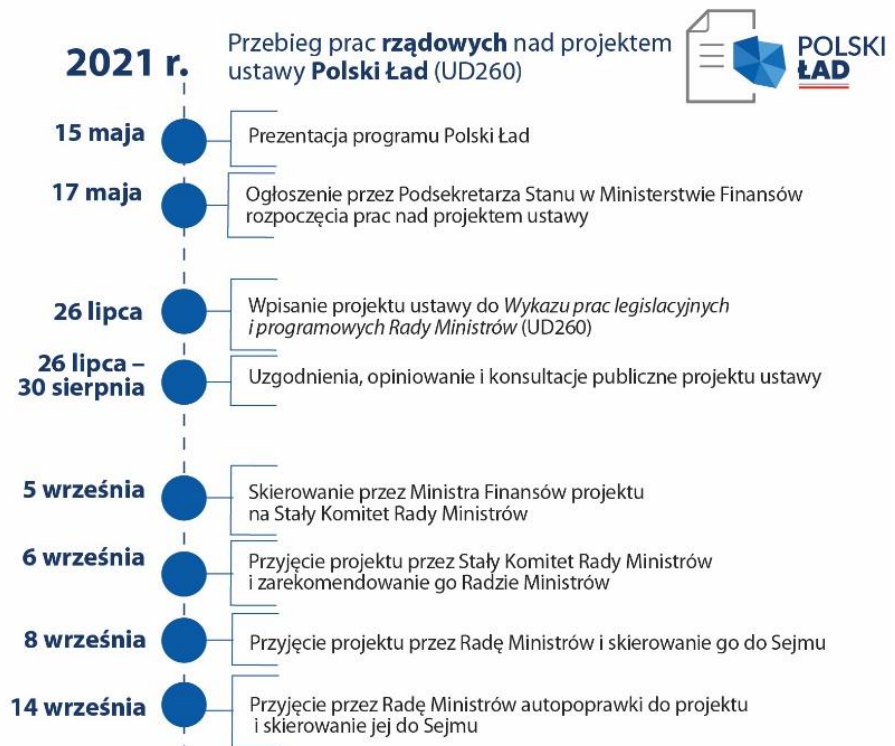 2021 r.
Przebieg prac rządowych nad projektem
ustawy Polski Ład (UD260)
POLSKI
ŁAD
15 maja
Prezentacja programu Polski Ład
17 maja
Ogłoszenie przez Podsekretarza Stanu w Ministerstwie Finansów
rozpoczęcia prac nad projektem ustawy
26 lipca
Wpisanie projektu ustawy do Wykazu prac legislacyjnych
i programowych Rady Ministrów (UD260)
26 lipca –
30 sierpnia
Uzgodnienia, opiniowanie i konsultacje publiczne projektu ustawy
5 września
Skierowanie przez Ministra Finansów projektu
na Stały Komitet Rady Ministrów
6 września
Przyjęcie projektu przez Stały Komitet Rady Ministrów
i zarekomendowanie go Radzie Ministrów
8 września
Przyjęcie projektu przez Radę Ministrów i skierowanie go do Sejmu
14 września
Przyjęcie przez Radę Ministrów autopoprawki do projektu
i skierowanie jej do Sejmu